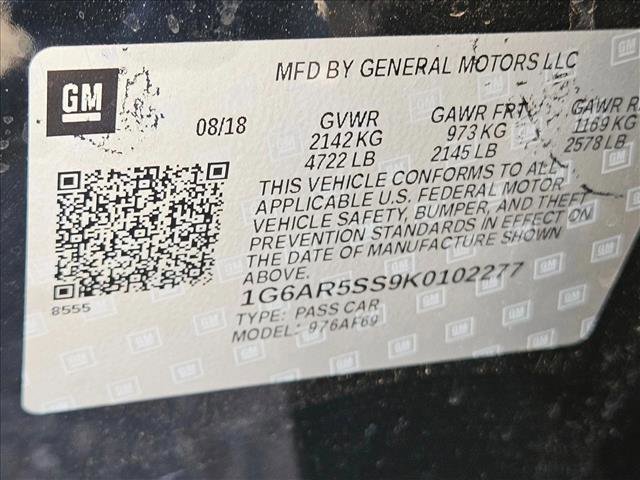 GM
MFD BY GENERAL MOTORS LLC
08/18 GVWR GAWR FRT GAWR R
2142 KG 973 KG 1169 KG
4722 LB 2145 LB 2578 LB
THIS VEHICLE CONFORMS TO ALL
APPLICABLE U.S. FEDERAL MOTOR
VEHICLE SAFETY, BUMPER, AND THEFT
PREVENTION STANDARDS IN EFFECT ON
THE DATE OF MANUFACTURE SHOWN
ABOVE.
8555
1G6AR5SS9K0102277
TYPE: PASS CAR
MODEL: 976AF69